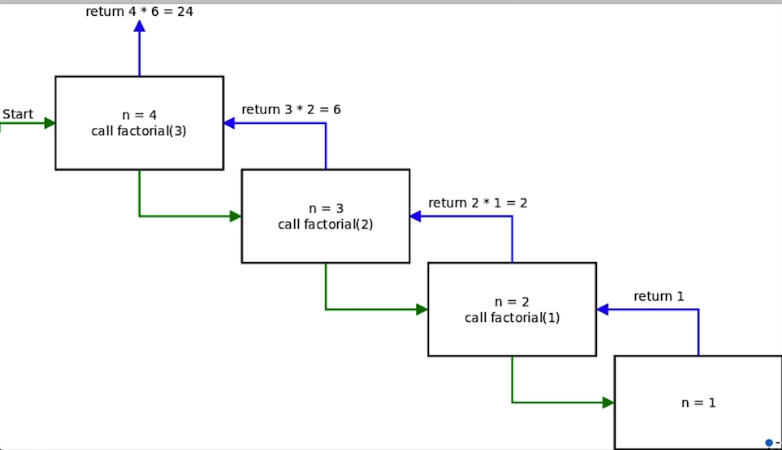 return 4 * 6 = 24
Start
n = 4
call factorial(3)
return 3 * 2 = 6
n = 3
call factorial(2)
return 2 * 1 = 2
n = 2
call factorial(1)
return 1
n = 1